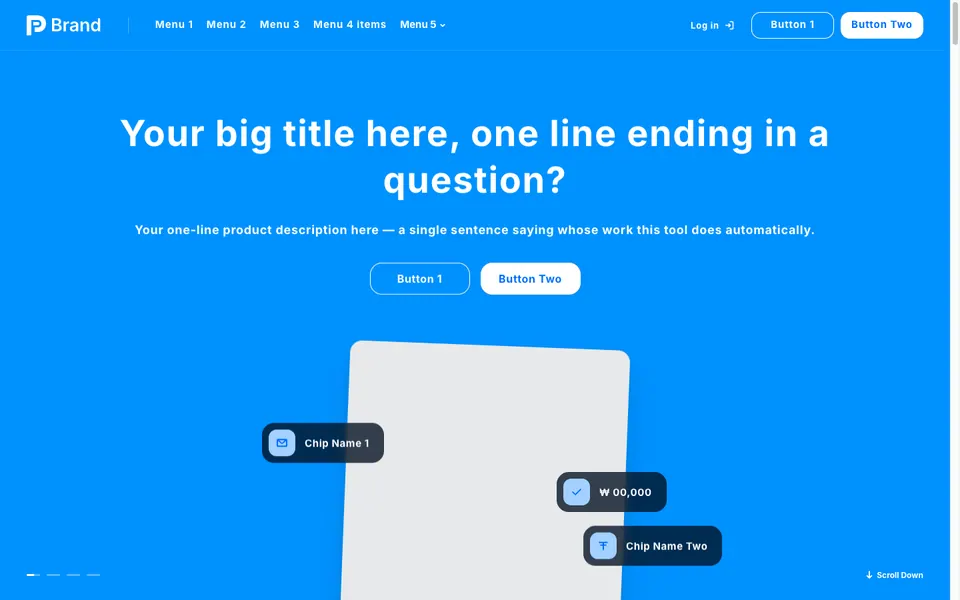 Brand
Menu 1
Menu 2
Menu 3
Menu 4 items
Menu 5
Log in
Button 1
Button Two
Your big title here, one line ending in a
question?
Your one-line product description here — a single sentence saying whose work this tool does automatically.
Button 1
Button Two
Chip Name 1
₩ 00,000
Chip Name Two
Scroll Down